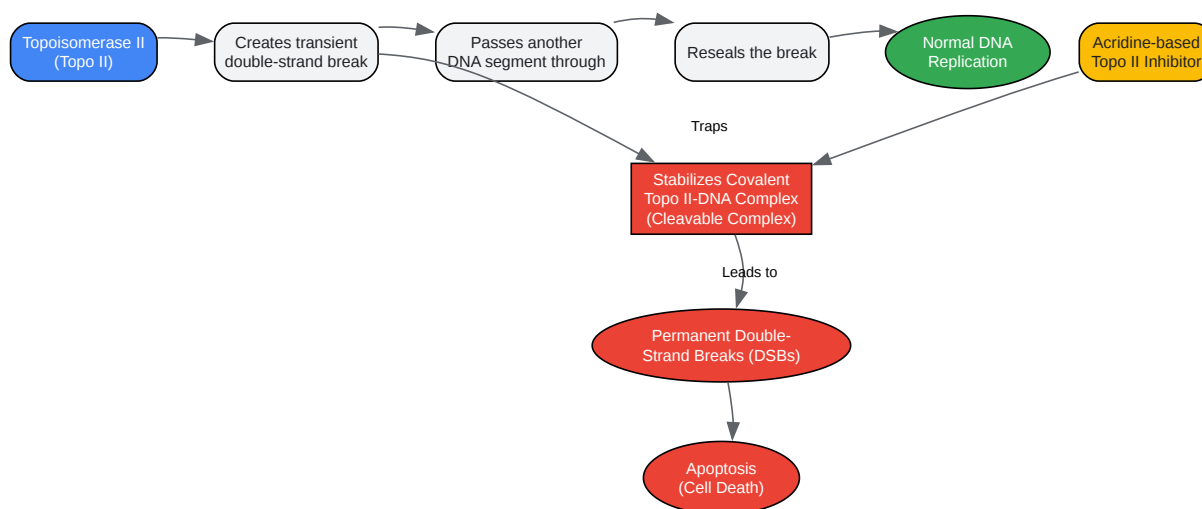 Topoisomerase II
(Topo II)
Creates transient
double-strand break
Passes another
DNA segment through
Reseals the break
Normal DNA
Replication
Acridine-based
Topo II Inhibitor
Traps
Stabilizes Covalent
Topo II-DNA Complex
(Cleavable Complex)
Leads to
Permanent Double-
Strand Breaks (DSBs)
Apoptosis
(Cell Death)